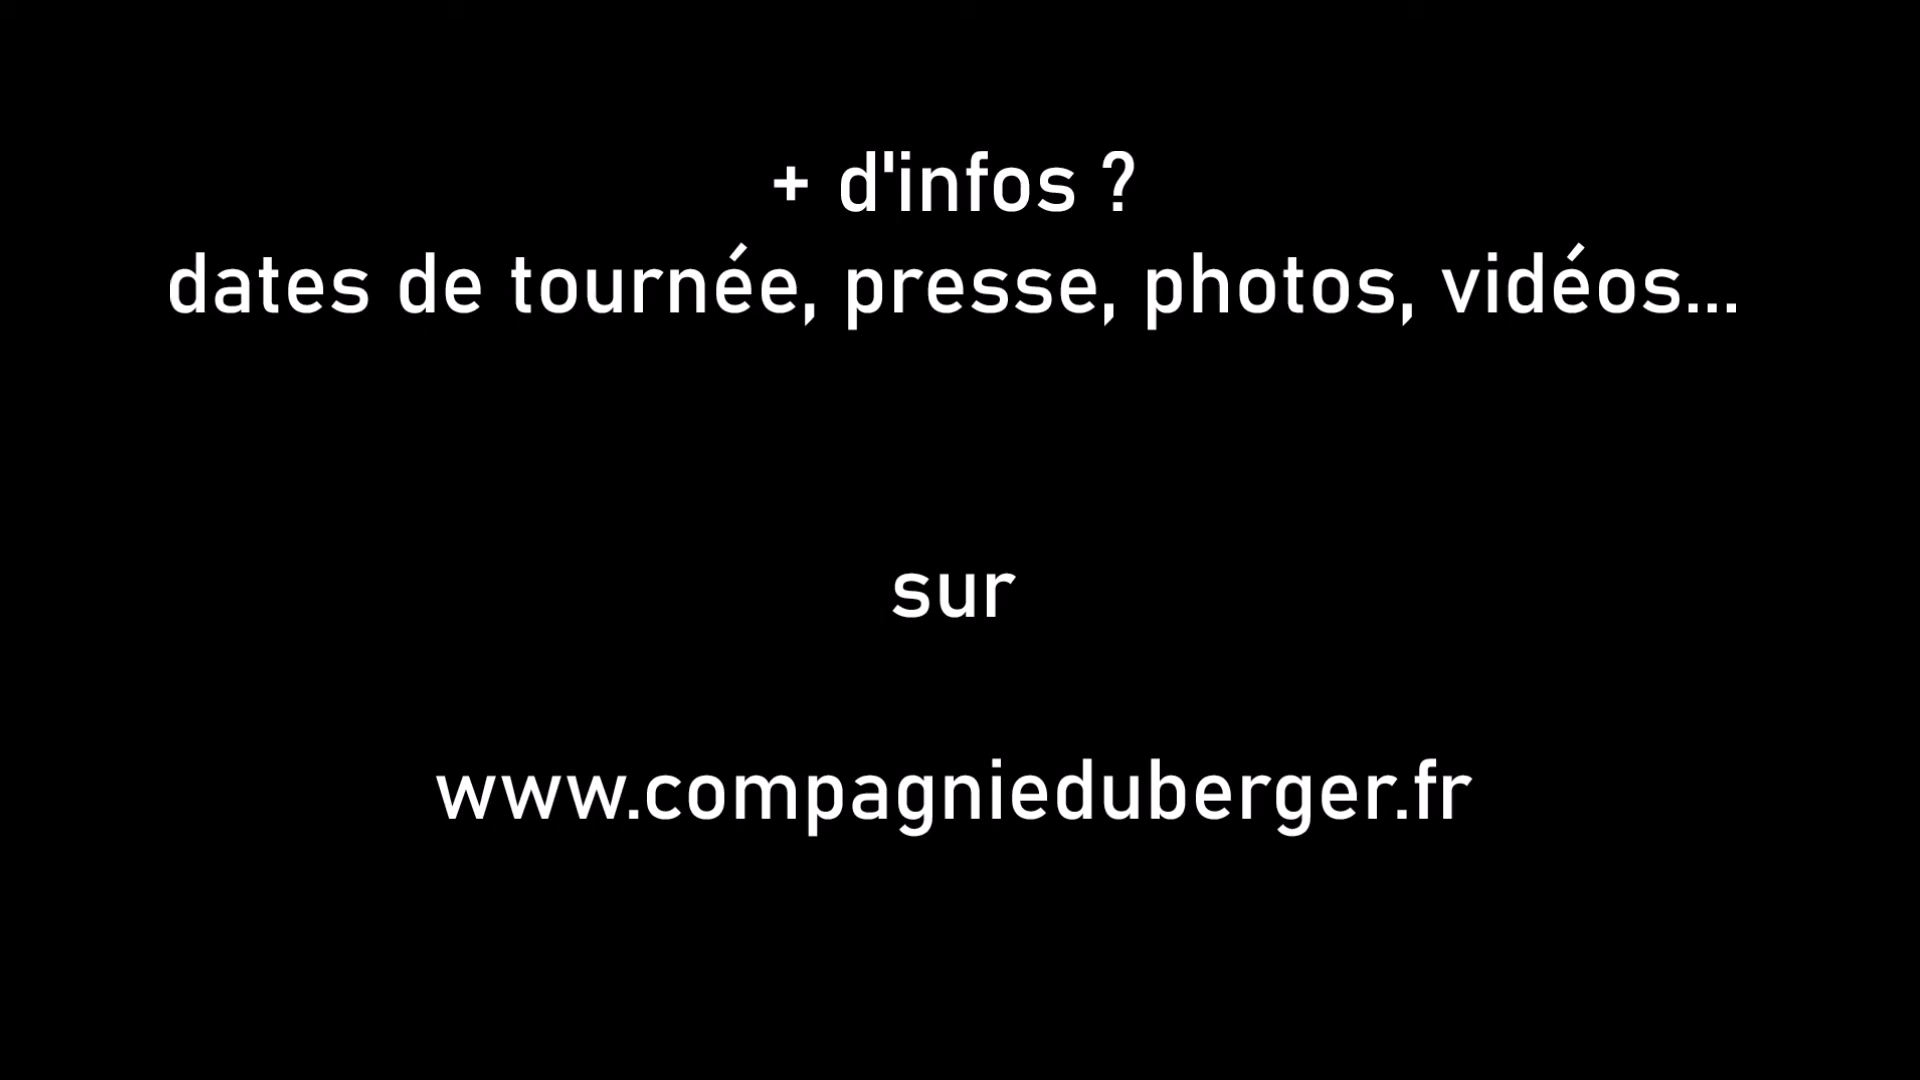 + d'infos ?
dates de tournée, presse, photos, vidéos...
sur
www.compagnieduberger.fr